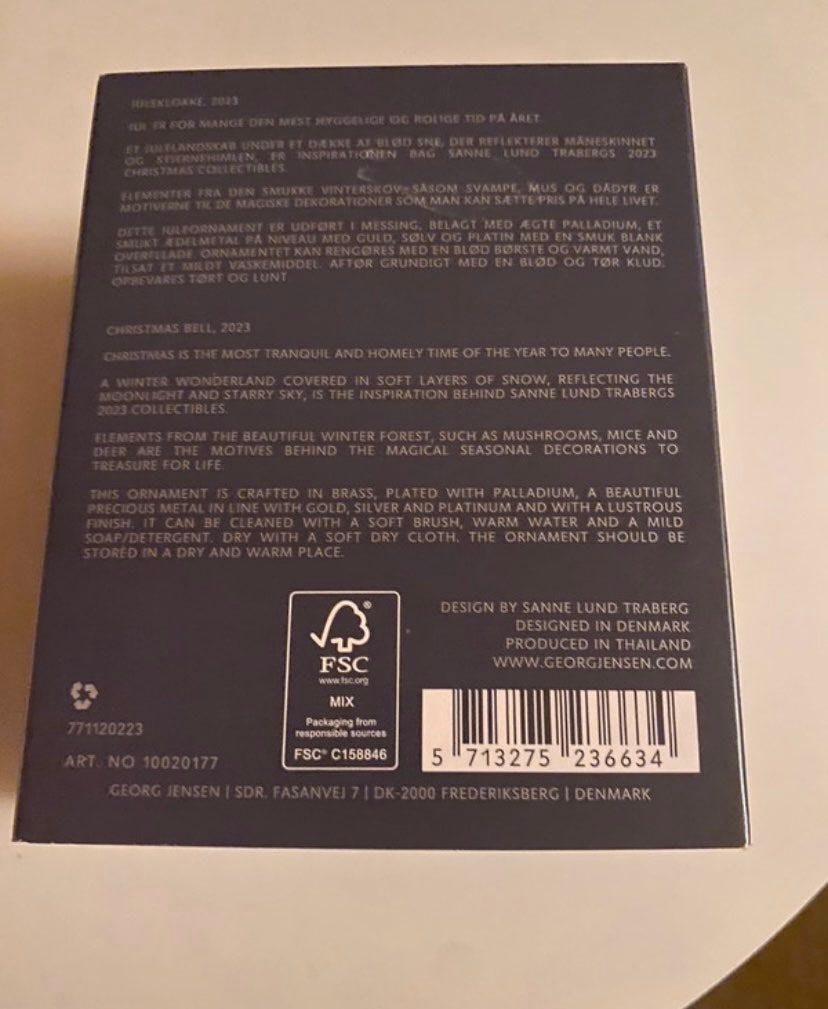 JULEKLOKKE, 2023
JUL ER FOR MANGE DEN MEST HYGGELIGE OG ROLIGE TID PÅ ÅRET.
ET JULELANDSKAB UNDER ET DÆKKE AF BLØD SNE, DER REFLEKTERER MÅNESKINNET
OG STJERNEHIMLEN, ER INSPIRATIONEN BAG SANNE LUND TRABERGS 2023
CHRISTMAS COLLECTIBLES.
ELEMENTER FRA DEN SMUKKE VINTERSKOV, SÅSOM SVAMPE, MUS OG DÅDYR ER
MOTIVERNE TIL DE MAGISKE DEKORATIONER SOM MAN KAN SÆTTE PRIS PÅ HELE LIVET.
DETTE JULEORNAMENT ER UDFØRT I MESSING, BELAGT MED ÆGTE PALLADIUM, ET
SMUKT ÆDELMETAL PÅ NIVEAU MED GULD, SØLV OG PLATIN MED EN SMUK BLANK
OVERFLADE. ORNAMENTET KAN RENGØRES MED EN BLØD BØRSTE OG VARMT VAND,
TILSAT ET MILDT VASKEMIDDEL. AFTØR GRUNDIGT MED EN BLØD OG TØR KLUD.
OPBEVARES TØRT OG LUNT
CHRISTMAS BELL, 2023
CHRISTMAS IS THE MOST TRANQUIL AND HOMELY TIME OF THE YEAR TO MANY PEOPLE.
A WINTER WONDERLAND COVERED IN SOFT LAYERS OF SNOW, REFLECTING THE
MOONLIGHT AND STARRY SKY, IS THE INSPIRATION BEHIND SANNE LUND TRABERGS
2023 COLLECTIBLES.
ELEMENTS FROM THE BEAUTIFUL WINTER FOREST, SUCH AS MUSHROOMS, MICE AND
DEER ARE THE MOTIVES BEHIND THE MAGICAL SEASONAL DECORATIONS TO
TREASURE FOR LIFE.
THIS ORNAMENT IS CRAFTED IN BRASS, PLATED WITH PALLADIUM, A BEAUTIFUL
PRECIOUS METAL IN LINE WITH GOLD, SILVER AND PLATINUM AND WITH A LUSTROUS
FINISH. IT CAN BE CLEANED WITH A SOFT BRUSH, WARM WATER AND A MILD
SOAP/DETERGENT. DRY WITH A SOFT DRY CLOTH. THE ORNAMENT SHOULD BE
STORED IN A DRY AND WARM PLACE.
DESIGN BY SANNE LUND TRABERG
DESIGNED IN DENMARK
PRODUCED IN THAILAND
WWW.GEORGJENSEN.COM
®
FSC
www.fsc.org
MIX
Packaging from
responsible sources
FSC® C158846
771120223
ART. NO 10020177
5 713275 236634
GEORG JENSEN | SDR. FASANVEJ 7 | DK-2000 FREDERIKSBERG | DENMARK